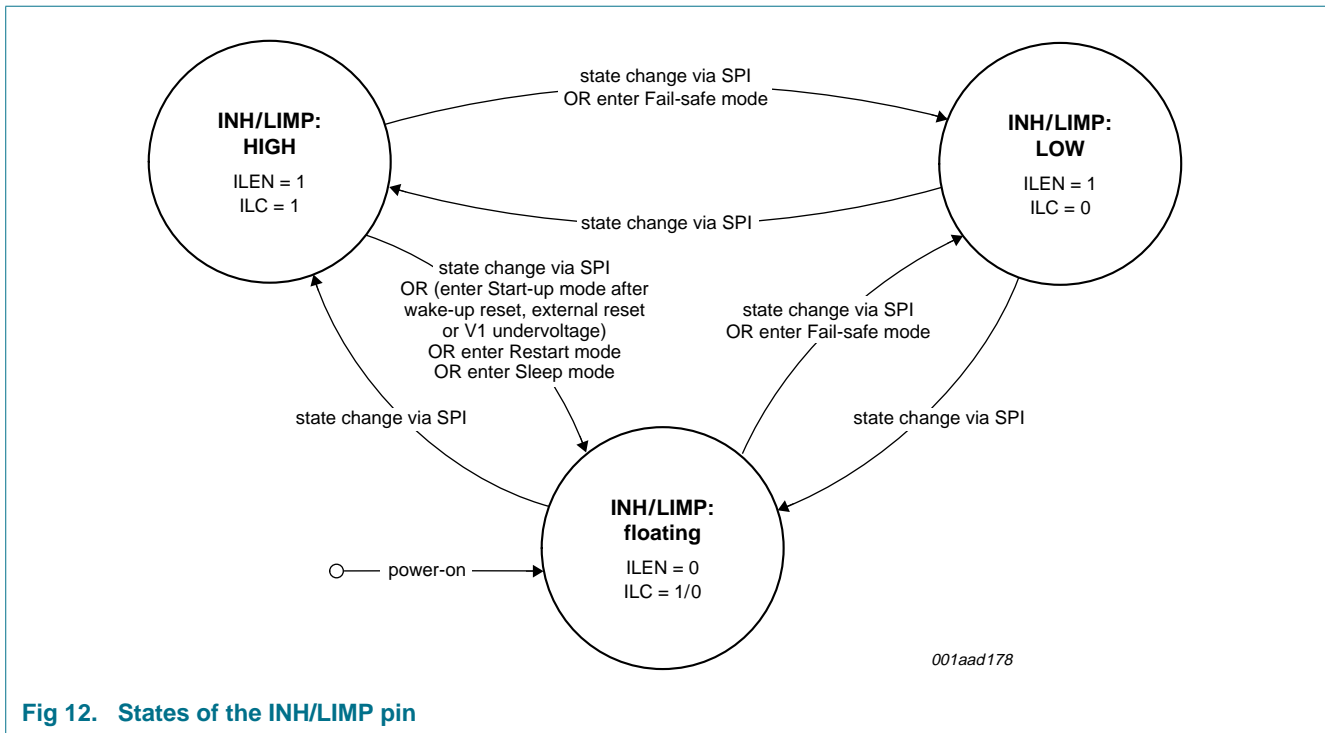 state change via SPI
OR enter Fail-safe mode
INH/LIMP:
HIGH
ILEN = 1
ILC = 1
INH/LIMP:
LOW
ILEN = 1
ILC = 0
state change via SPI
state change via SPI
OR (enter Start-up mode after
wake-up reset, external reset
or V1 undervoltage)
OR enter Restart mode
OR enter Sleep mode
state change via SPI
OR enter Fail-safe mode
state change via SPI
state change via SPI
INH/LIMP:
floating
ILEN = 0
ILC = 1/0
power-on
001aad178
Fig 12. States of the INH/LIMP pin